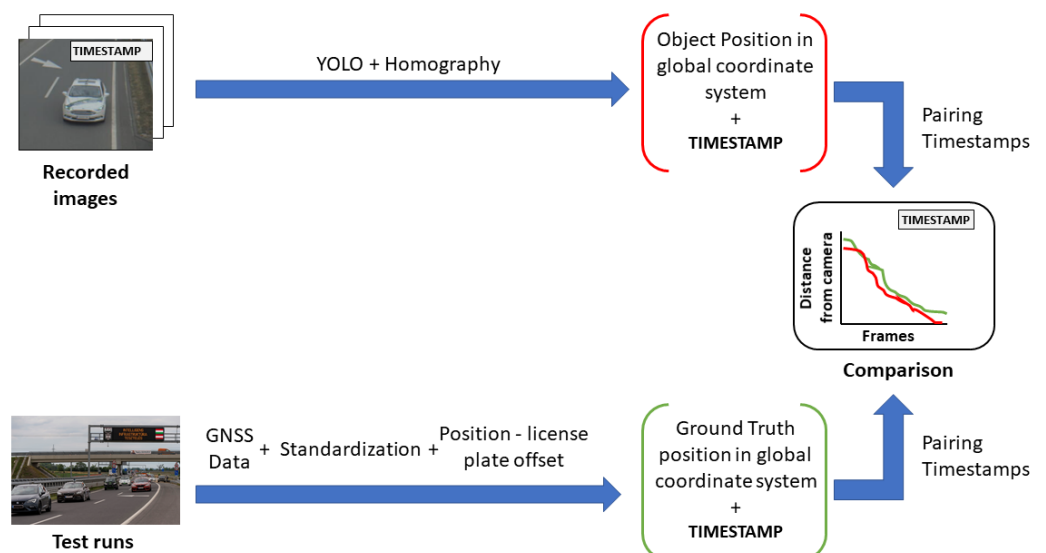 TIMESTAMP
Recorded
images
YOLO + Homography
Object Position in
global coordinate
system
+
TIMESTAMP
Pairing
Timestamps
TIMESTAMP
Distance
from camera
Frames
Comparison
Test runs
GNSS
Data
+ Standardization +
Position - license
plate offset
Ground Truth
position in global
coordinate system
+
TIMESTAMP
Pairing
Timestamps